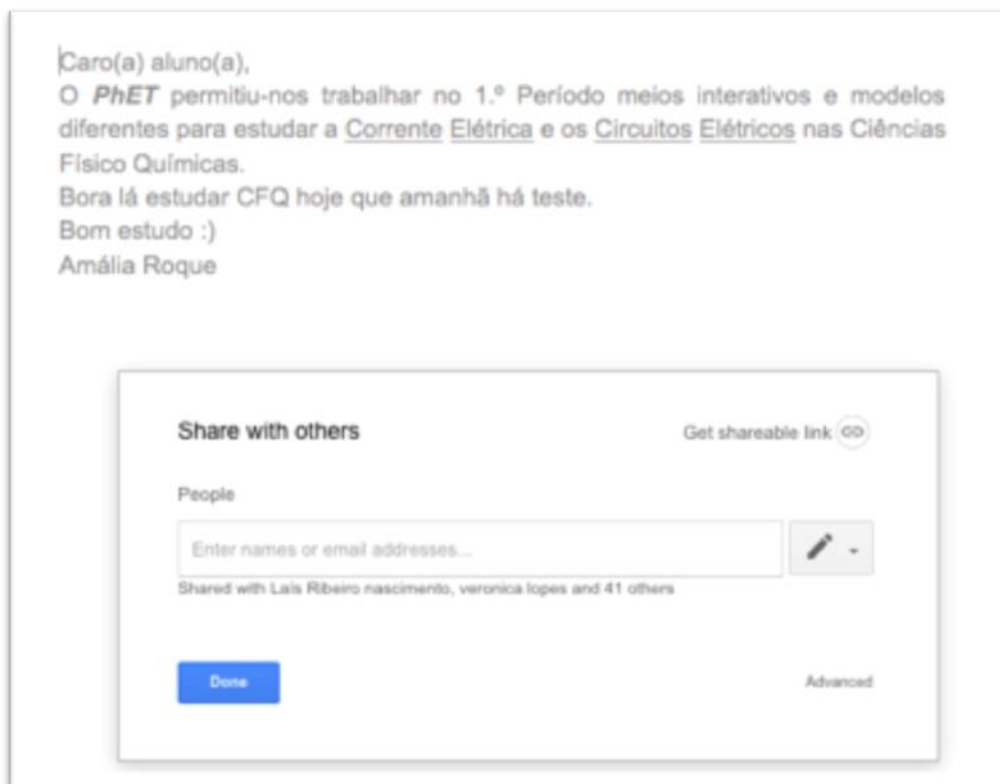 Caro(a) aluno(a),
O PhET permitiu-nos trabalhar no 1.º Período meios interativos e modelos
diferentes para estudar a Corrente Elétrica e os Circuitos Elétricos nas Ciências
Físico Químicas.
Bora lá estudar CFQ hoje que amanhã há teste.
Bom estudo :)
Amália Roque
Share with others
Get shareable link
People
Enter names or email addresses...
Shared with Laís Ribeiro nascimento, veronica lopes and 41 others
Done
Advanced